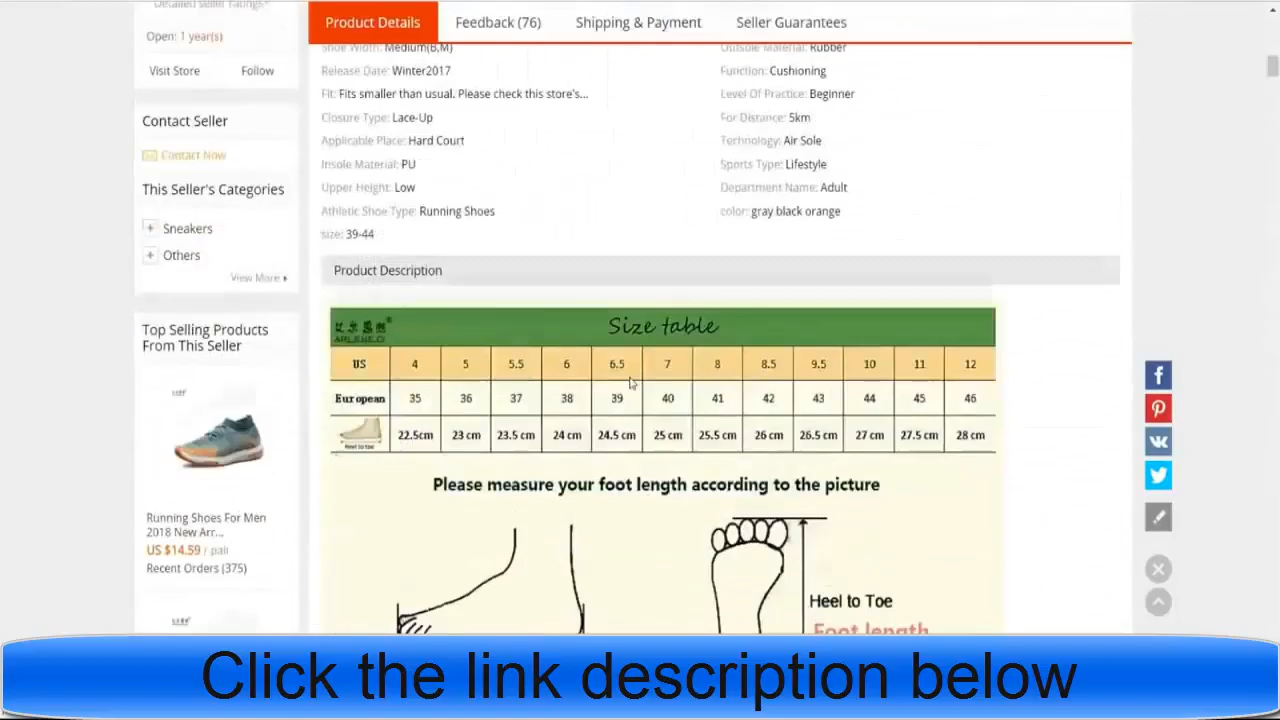 Detailed seller ratings
Open: 1 year(s)
Visit Store Follow
Contact Seller
Contact Now
This Seller's Categories
+ Sneakers
+ Others
View More
Top Selling Products
From This Seller
Running Shoes For Men
2018 New Arr...
US $14.59 / pair
Recent Orders (375)
Product Details Feedback (76) Shipping & Payment Seller Guarantees
Shoe Width: Medium(B,M) Outsole Material: Rubber
Release Date: Winter2017 Function: Cushioning
Fit: Fits smaller than usual. Please check this store's... Level Of Practice: Beginner
Closure Type: Lace-Up For Distance: 5km
Applicable Place: Hard Court Technology: Air Sole
Insole Material: PU Sports Type: Lifestyle
Upper Height: Low Department Name: Adult
Athletic Shoe Type: Running Shoes color: gray black orange
size: 39-44
Product Description
Size table
US 4 5 5.5 6 6.5 7 8 8.5 9.5 10 11 12
European 35 36 37 38 39 40 41 42 43 44 45 46
Heel to toe 22.5cm 23 cm 23.5 cm 24 cm 24.5 cm 25 cm 25.5 cm 26 cm 26.5 cm 27 cm 27.5 cm 28 cm
Please measure your foot length according to the picture
Heel to Toe
Foot length
Click the link description below